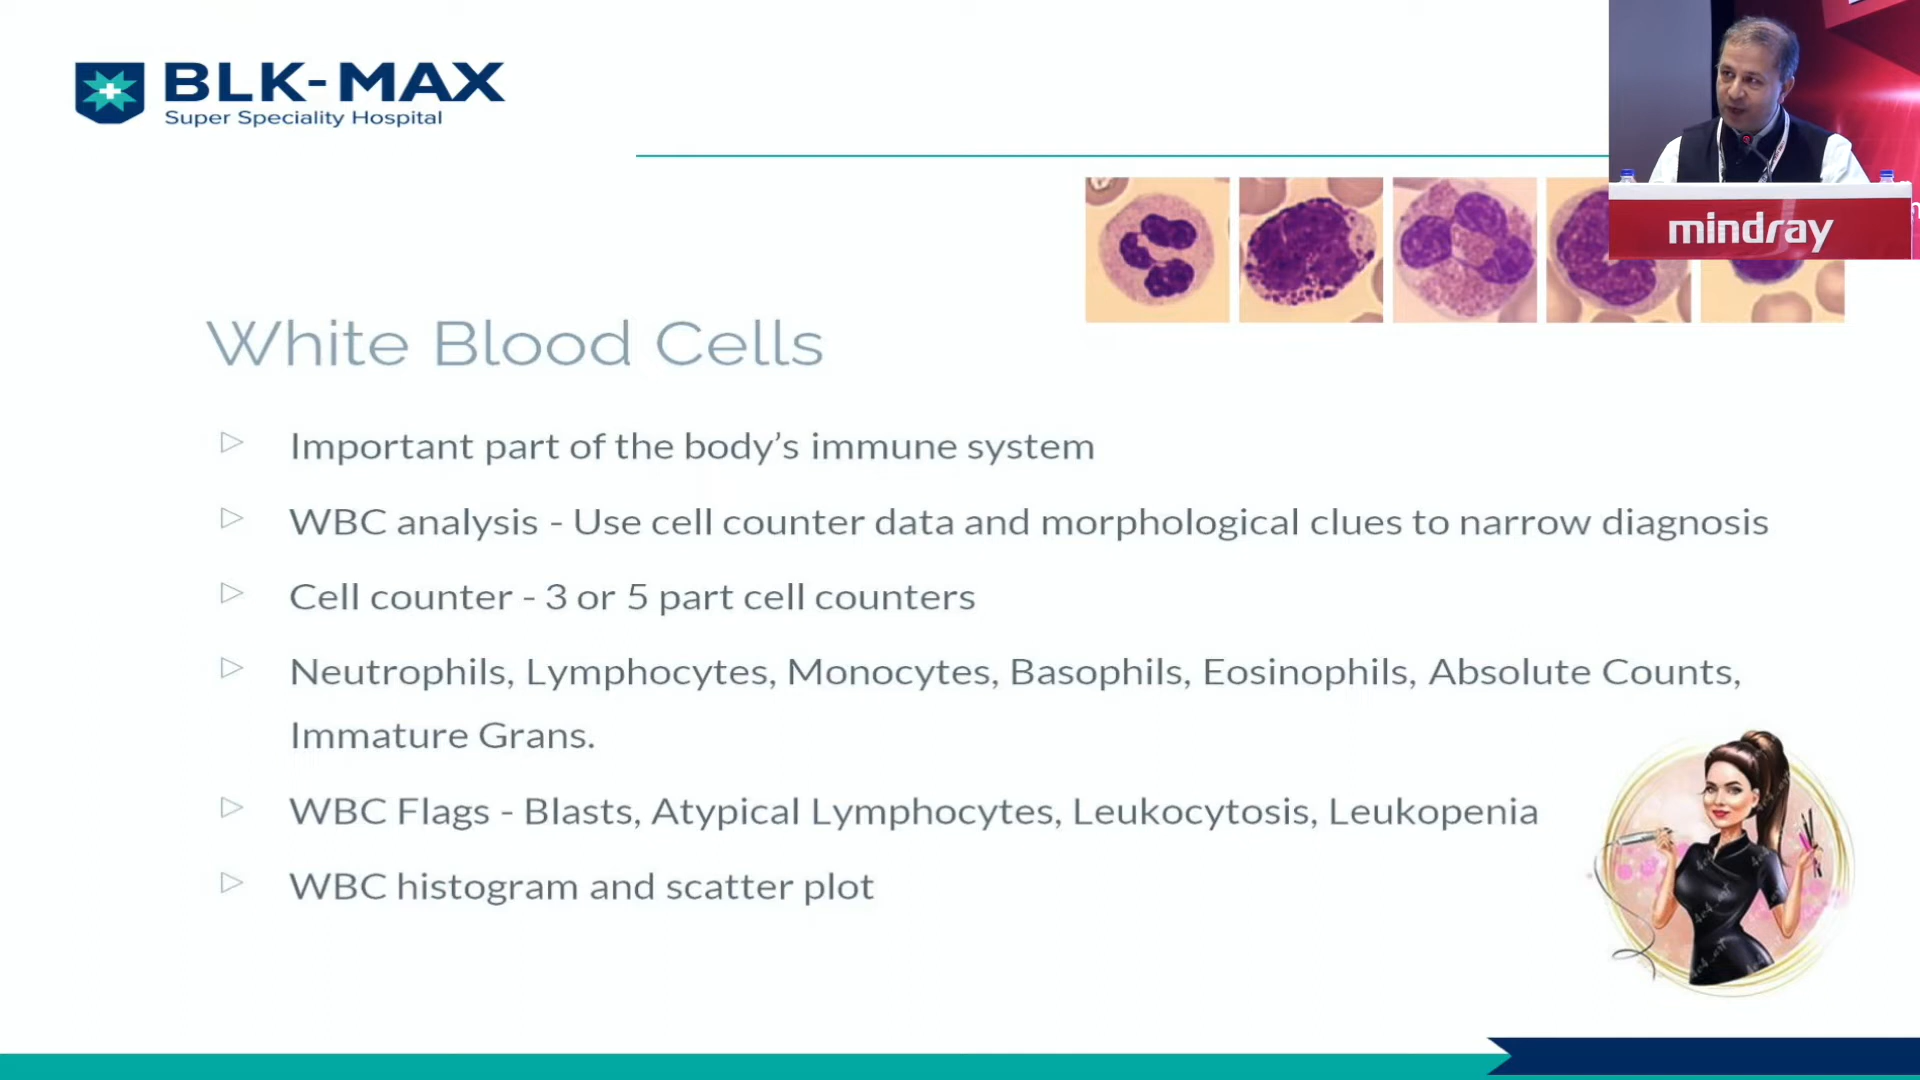 BLK-MAX
Super Speciality Hospital
mindray
White Blood Cells
Important part of the body's immune system
WBC analysis - Use cell counter data and morphological clues to narrow diagnosis
Cell counter - 3 or 5 part cell counters
Neutrophils, Lymphocytes, Monocytes, Basophils, Eosinophils, Absolute Counts,
Immature Grans.
WBC Flags - Blasts, Atypical Lymphocytes, Leukocytosis, Leukopenia
WBC histogram and scatter plot